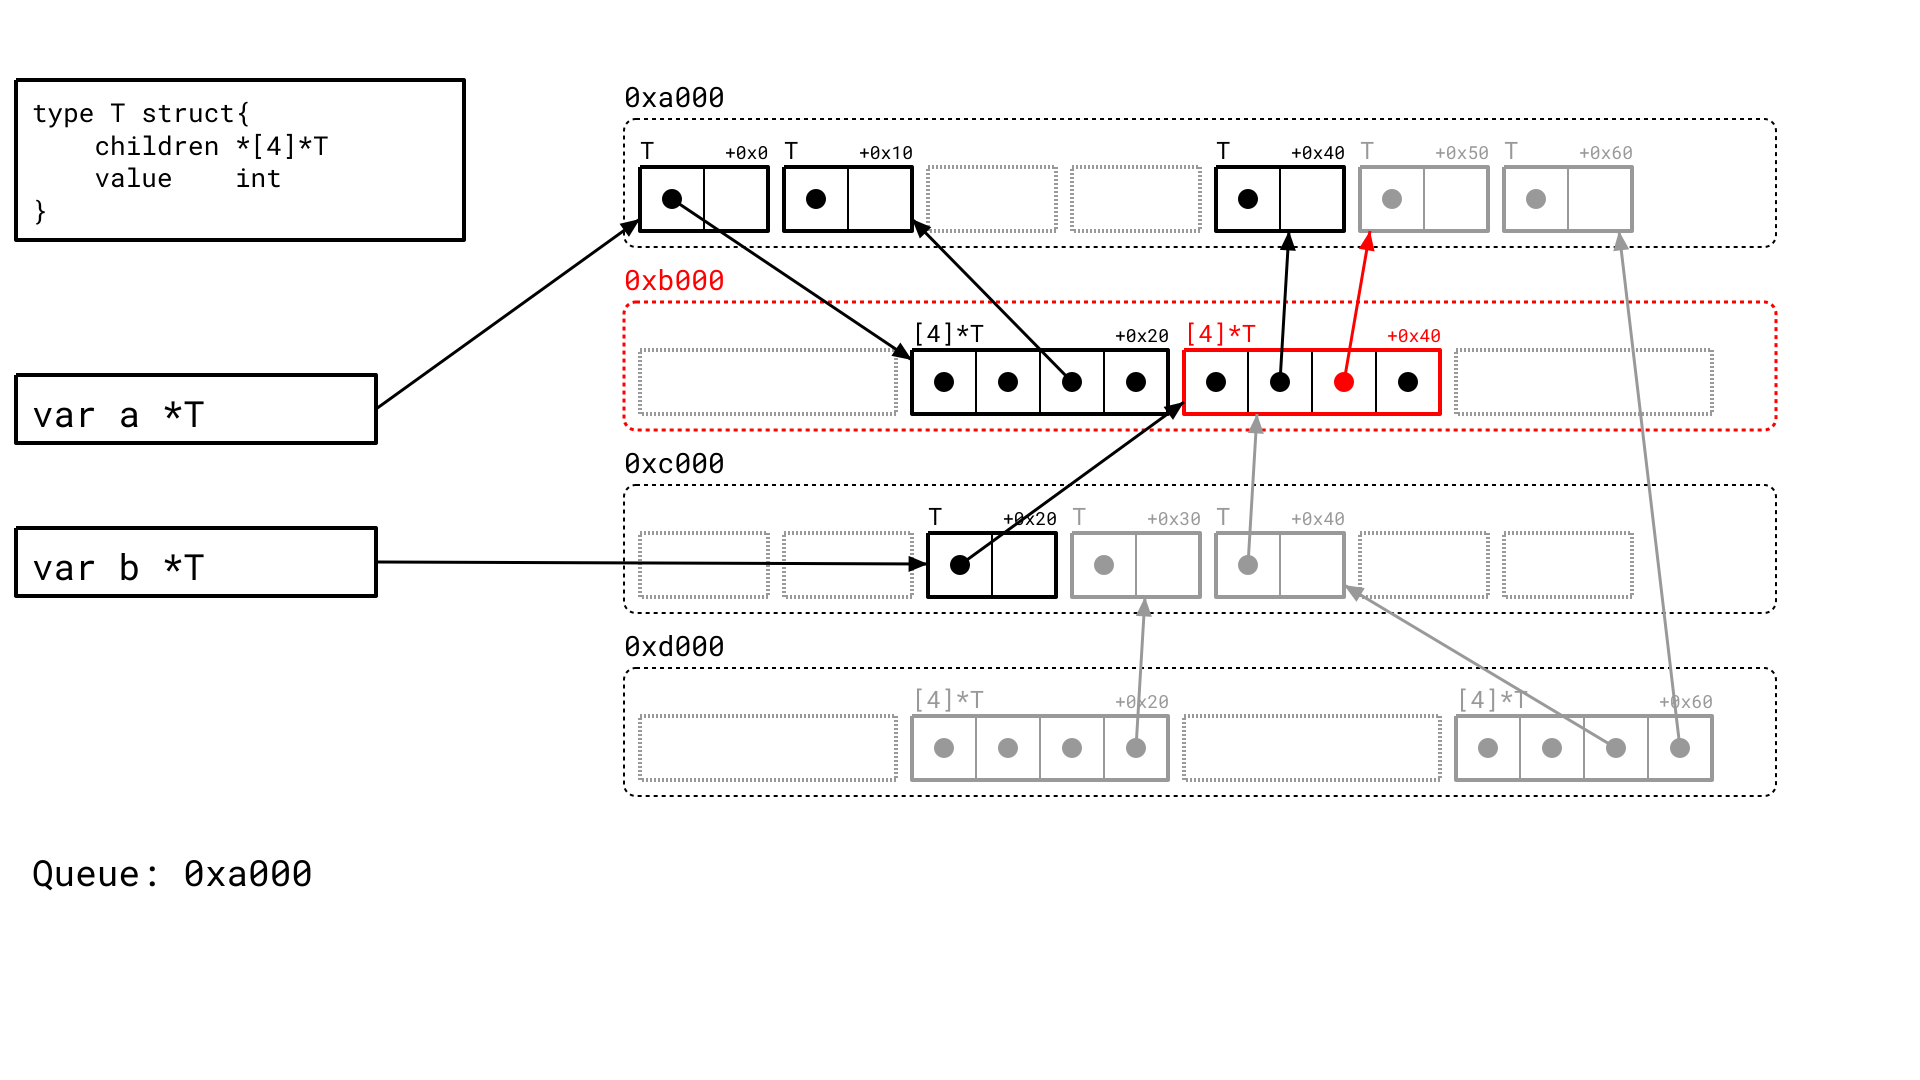 type T struct{
    children *[4]*T
    value    int
}
var a *T
var b *T
0xa000
T +0x0 T +0x10 T +0x40 T +0x50 T +0x60
0xb000
[4]*T +0x20 [4]*T +0x40
0xc000
T +0x20 T +0x30 T +0x40
0xd000
[4]*T +0x20 [4]*T +0x60
Queue: 0xa000